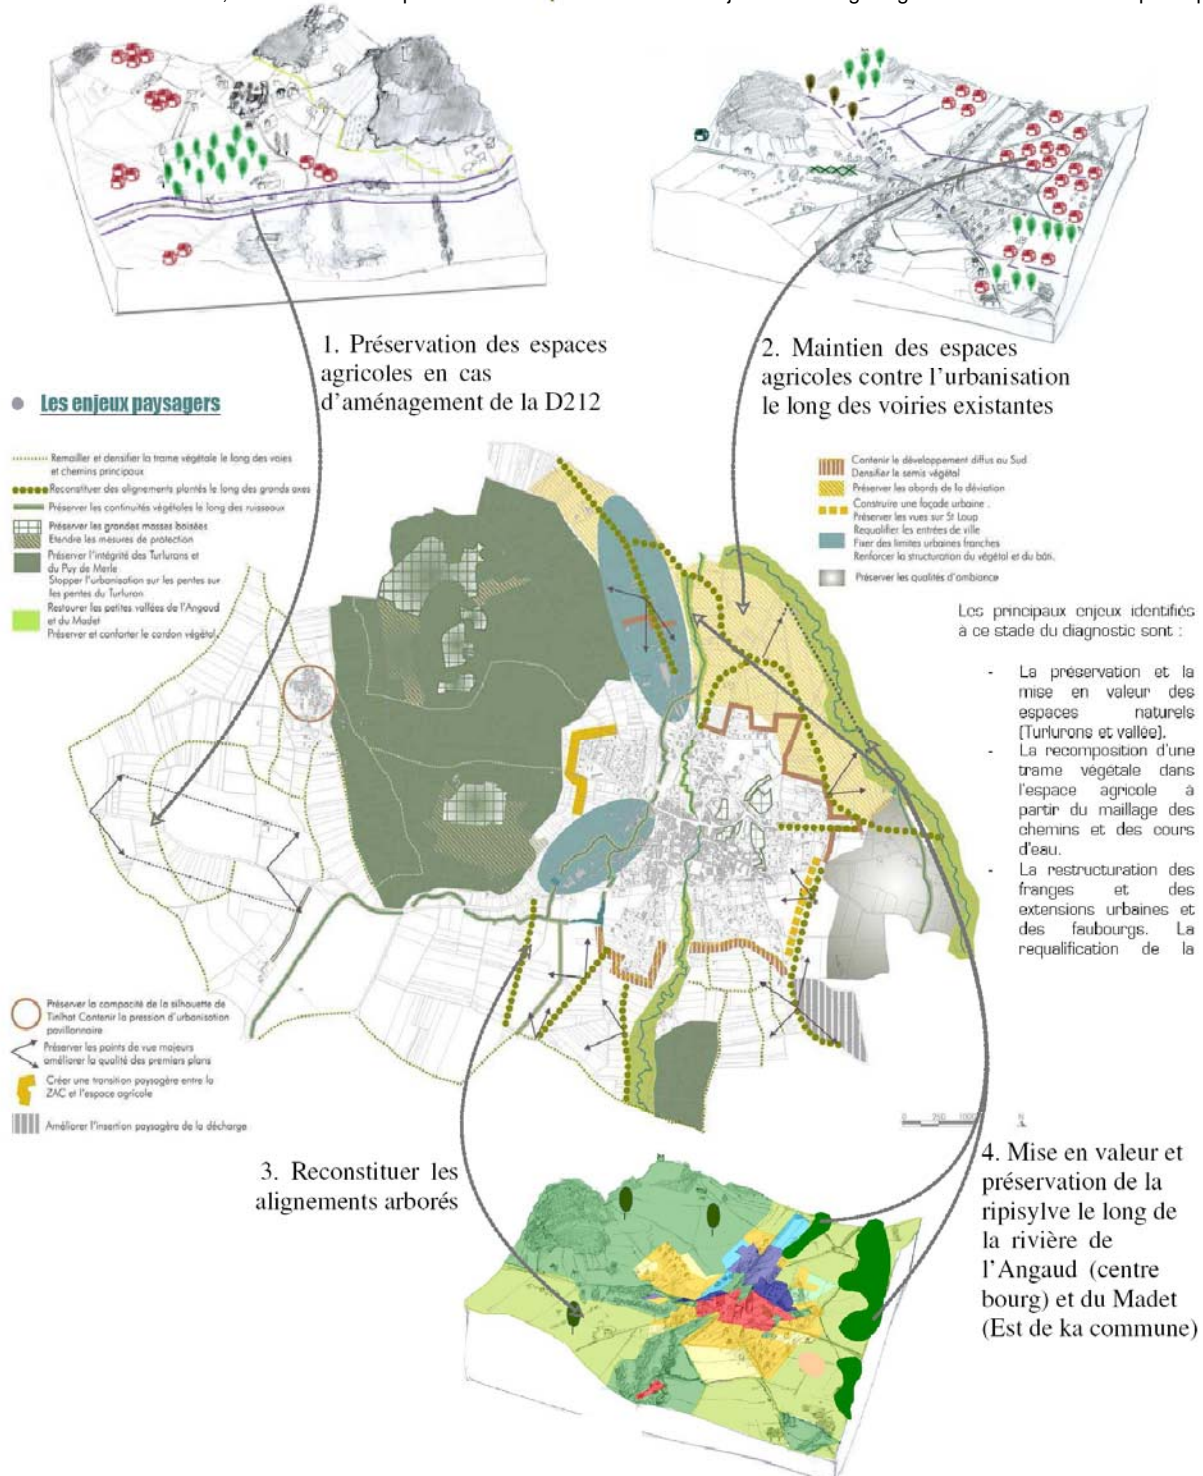 1. Préservation des espaces
agricoles en cas
d'aménagement de la D212
2. Maintien des espaces
agricoles contre l'urbanisation
le long des voiries existantes
Les enjeux paysagers
Remailler et densifier la trame végétale le long des voies
et chemins principaux
Reconstituer des alignements plantés le long des grands axes
Préserver les continuités végétales le long des ruisseaux
Préserver les grandes masses boisées
Etendre les mesures de protection
Préserver l'intégrité des Turlurons et
du Puy de Merle
Stopper l'urbanisation sur les pentes sur
les pentes du Turluron
Restaurer les petites vallées de l'Angaud
et du Madet
Préserver et conforter le cordon végétal
Contenir le développement diffus au Sud
Densifier le semis végétal
Préserver les abords de la déviation
Construire une façade urbaine .
Préserver les vues sur St Loup
Requalifier les entrées de ville
Fixer des limites urbaines franches
Renforcer la structuration du végétal et du bâti.
Préserver les qualités d'ambiance
Les principaux enjeux identifiés
à ce stade du diagnostic sont :
- La préservation et la
mise en valeur des
espaces naturels
(Turlurons et vallée).
- La recomposition d'une
trame végétale dans
l'espace agricole à
partir du maillage des
chemins et des cours
d'eau.
- La restructuration des
franges et des
extensions urbaines et
des faubourgs. La
requalification de la
Préserver la compacité de la silhouette de
Tinlhat Contenir la pression d'urbanisation
pavillonnaire
Préserver les points de vue majeurs
améliorer la qualité des premiers plans
Créer une transition paysagère entre la
ZAC et l'espace agricole
Améliorer l'insertion paysagère de la décharge
0 250 1000 N
3. Reconstituer les
alignements arborés
4. Mise en valeur et
préservation de la
ripisylve le long de
la rivière de
l'Angaud (centre
bourg) et du Madet
(Est de ka commune)